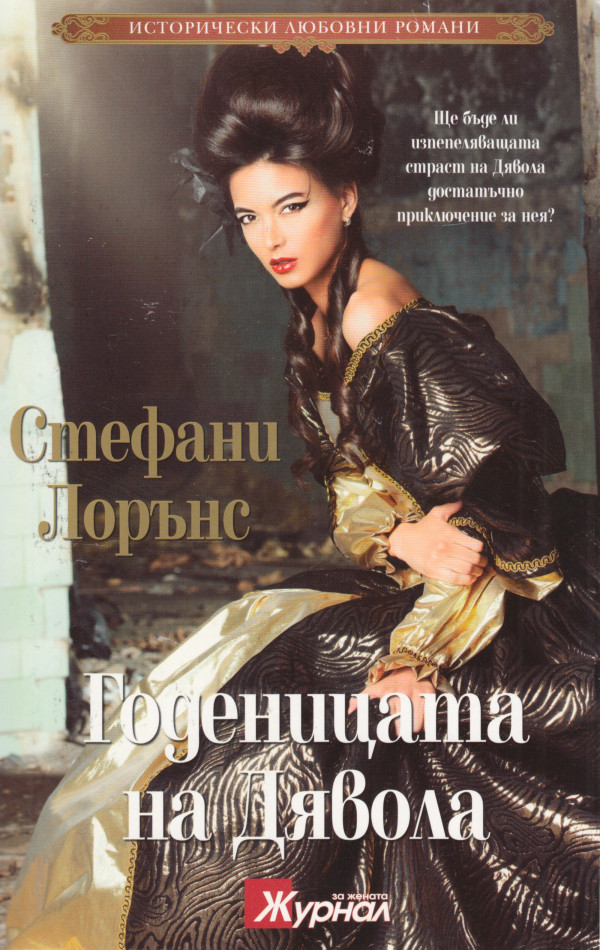 ИСТОРИЧЕСКИ ЛЮБОВНИ РОМАНИ
Ще бъде ли
изпепеляващата
страст на Дявола
достатъчно
приключение за нея?
Стефани
Лорънс
Годеницата
на Дявола
за жената
Журнал